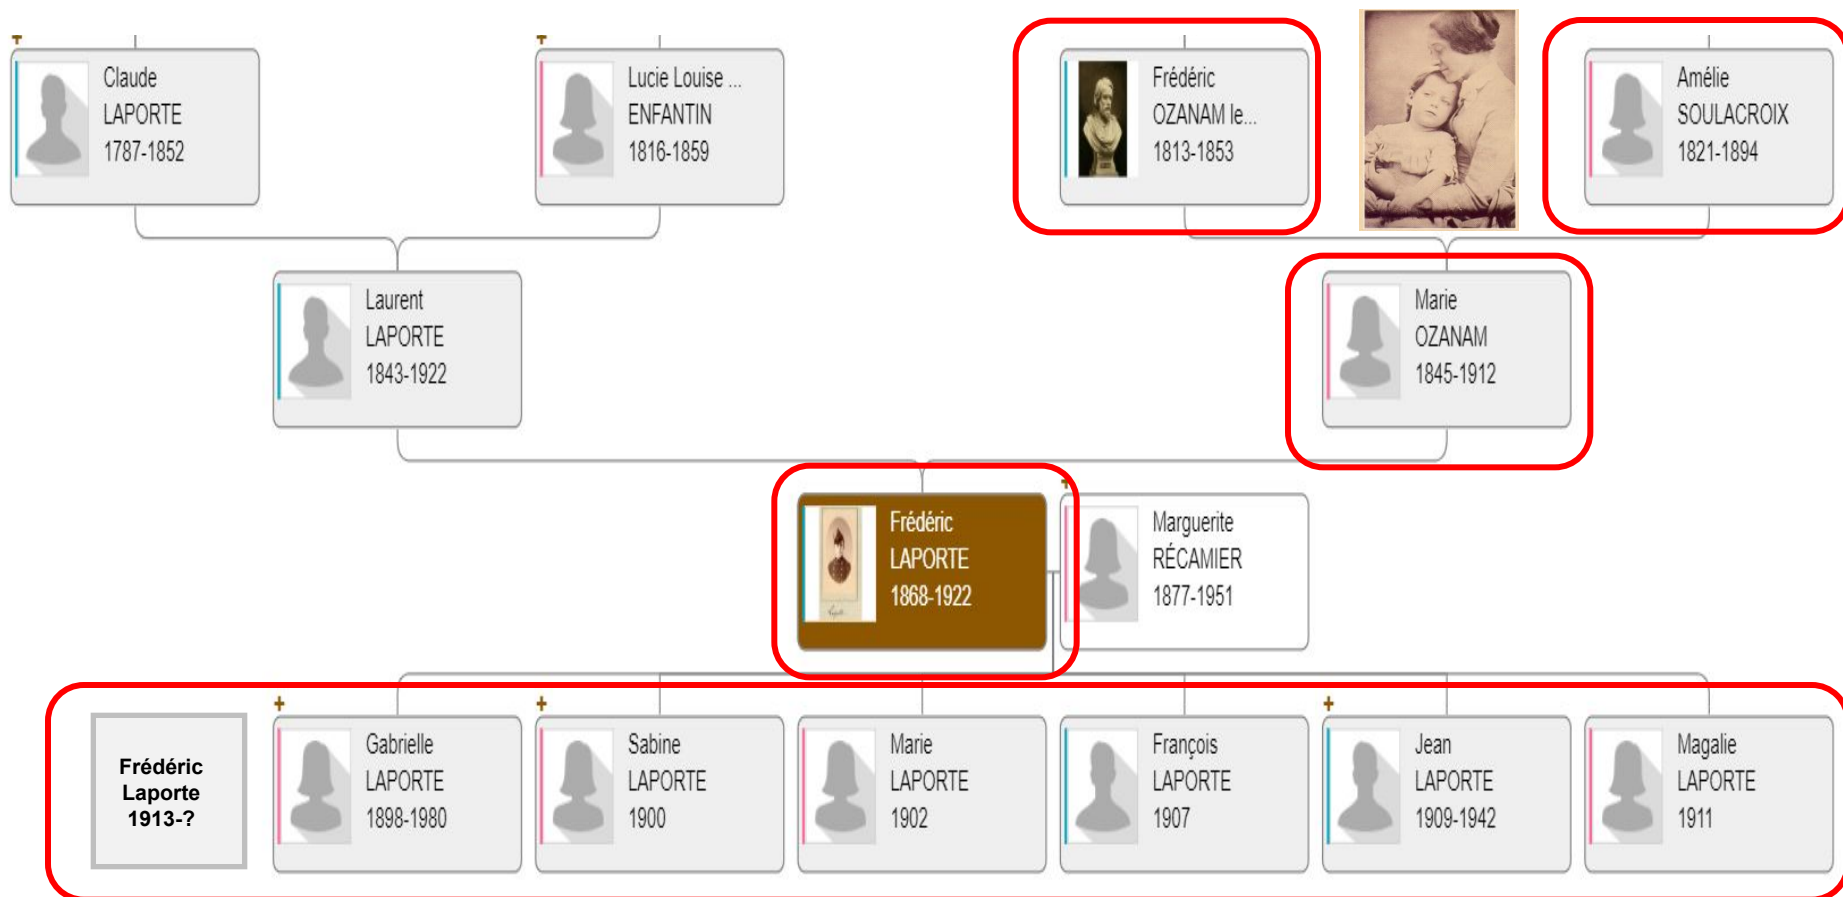 Claude
LAPORTE
1787-1852
Lucie Louise ...
ENFANTIN
1816-1859
Frédéric
OZANAM le...
1813-1853
Amélie
SOULACROIX
1821-1894
Laurent
LAPORTE
1843-1922
Marie
OZANAM
1845-1912
Frédéric
LAPORTE
1868-1922
Marguerite
RÉCAMIER
1877-1951
Frédéric
Laporte
1913-?
Gabrielle
LAPORTE
1898-1980
Sabine
LAPORTE
1900
Marie
LAPORTE
1902
François
LAPORTE
1907
Jean
LAPORTE
1909-1942
Magalie
LAPORTE
1911